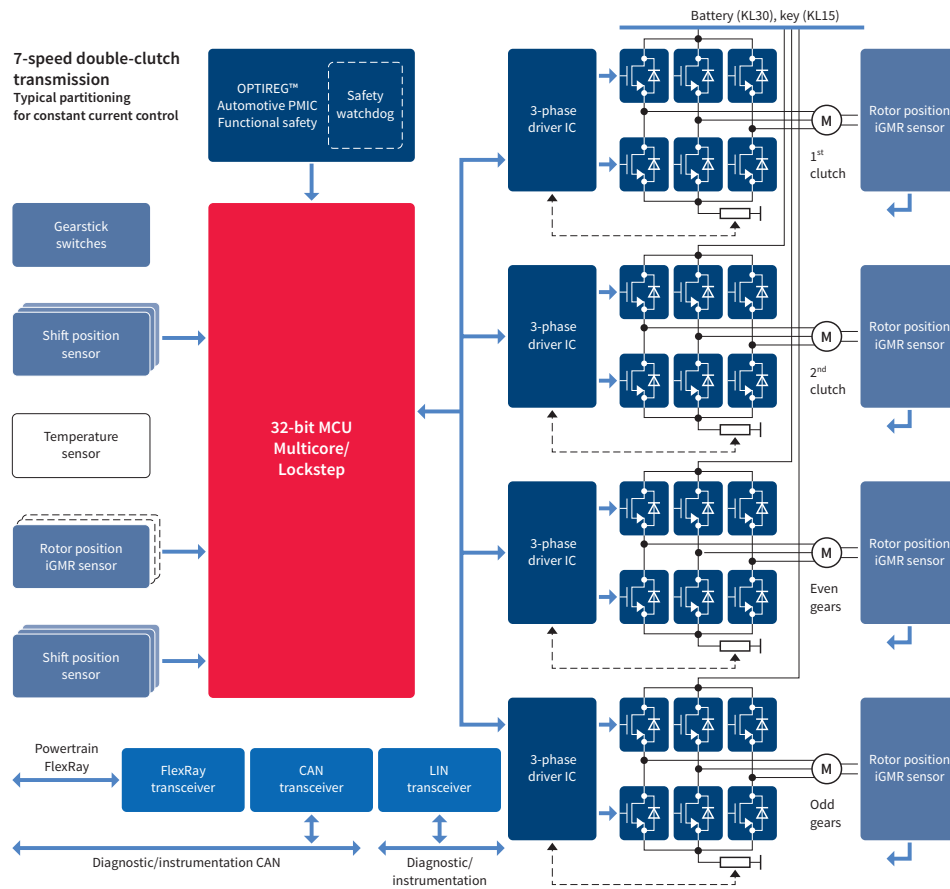 Battery (KL30), key (KL15)
7-speed double-clutch
transmission
Typical partitioning
for constant current control
OPTIREG™
Automotive PMIC
Functional safety
Safety
watchdog
3-phase
driver IC
M
1st
clutch
Rotor position
iGMR sensor
Gearstick
switches
Shift position
sensor
3-phase
driver IC
M
2nd
clutch
Rotor position
iGMR sensor
Temperature
sensor
32-bit MCU
Multicore/
Lockstep
Rotor position
iGMR sensor
3-phase
driver IC
M
Even
gears
Rotor position
iGMR sensor
Shift position
sensor
Powertrain
FlexRay
FlexRay
transceiver
CAN
transceiver
LIN
transceiver
3-phase
driver IC
M
Odd
gears
Rotor position
iGMR sensor
Diagnostic/instrumentation CAN
Diagnostic/
instrumentation